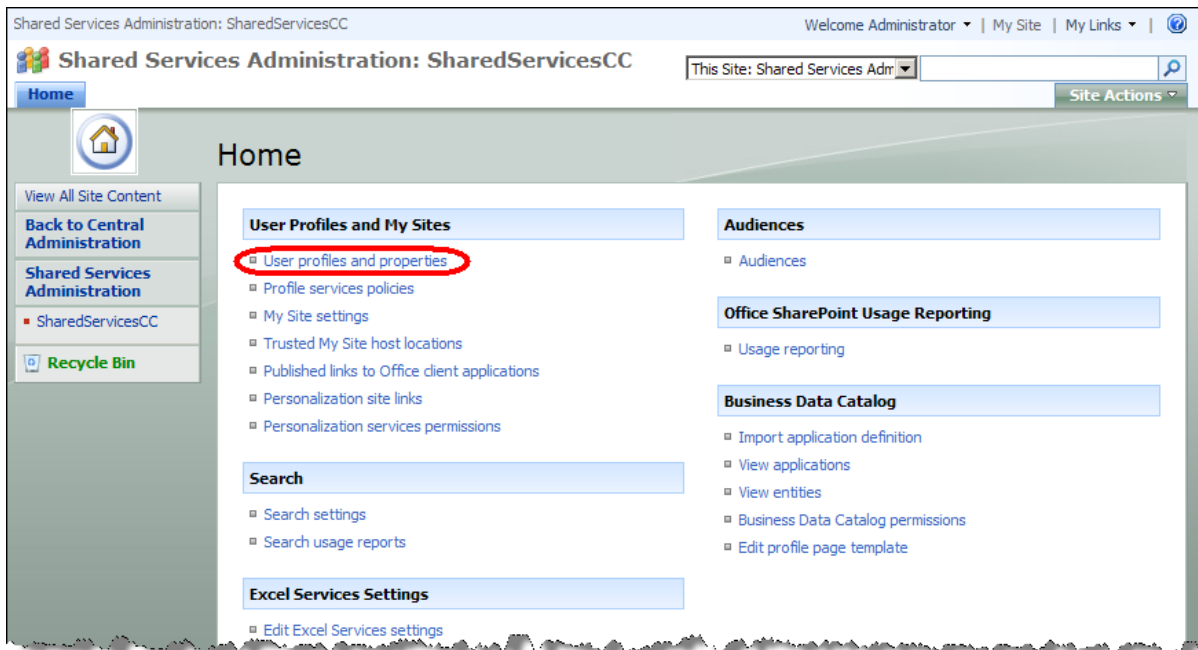 Shared Services Administration: SharedServicesCC
Welcome Administrator | My Site | My Links |
Shared Services Administration: SharedServicesCC
This Site: Shared Services Adm
Home
Site Actions
Home
View All Site Content
Back to Central
Administration
Shared Services
Administration
SharedServicesCC
Recycle Bin
User Profiles and My Sites
User profiles and properties
Profile services policies
My Site settings
Trusted My Site host locations
Published links to Office client applications
Personalization site links
Personalization services permissions
Search
Search settings
Search usage reports
Excel Services Settings
Edit Excel Services settings
Audiences
Audiences
Office SharePoint Usage Reporting
Usage reporting
Business Data Catalog
Import application definition
View applications
View entities
Business Data Catalog permissions
Edit profile page template